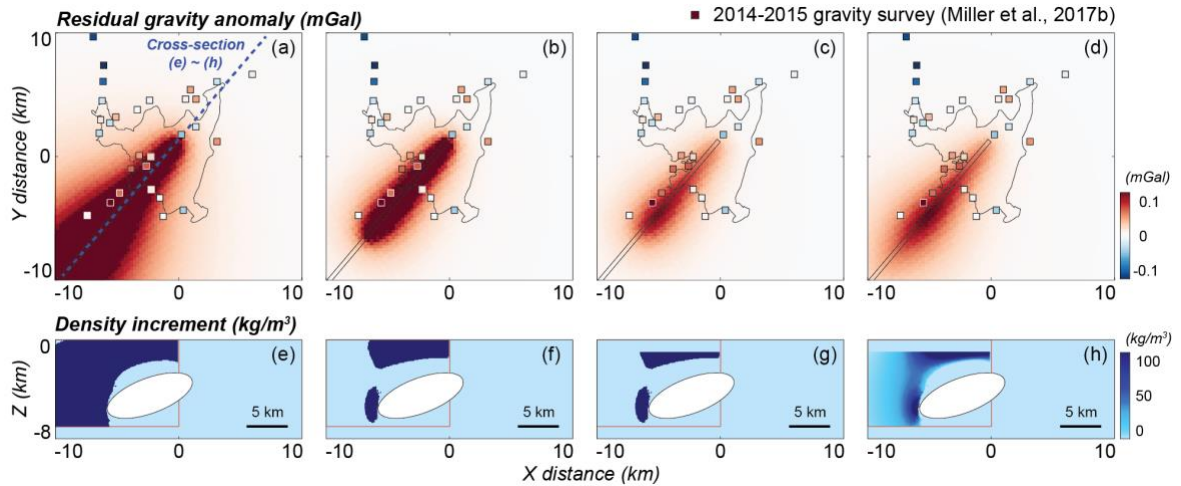 Residual gravity anomaly (mGal)
2014-2015 gravity survey (Miller et al., 2017b)
10
0
-10
Y distance (km)
Cross-section
(e) ~ (h)
(a)
(b)
(c)
(d)
-10 0 10
-10 0 10
-10 0 10
-10 0 10
(mGal)
0.1
0
-0.1
Density increment (kg/m³)
0
-8
Z (km)
(e)
(f)
(g)
(h)
5 km
5 km
5 km
5 km
(kg/m³)
100
50
0
-10 0 10
-10 0 10
-10 0 10
-10 0 10
X distance (km)